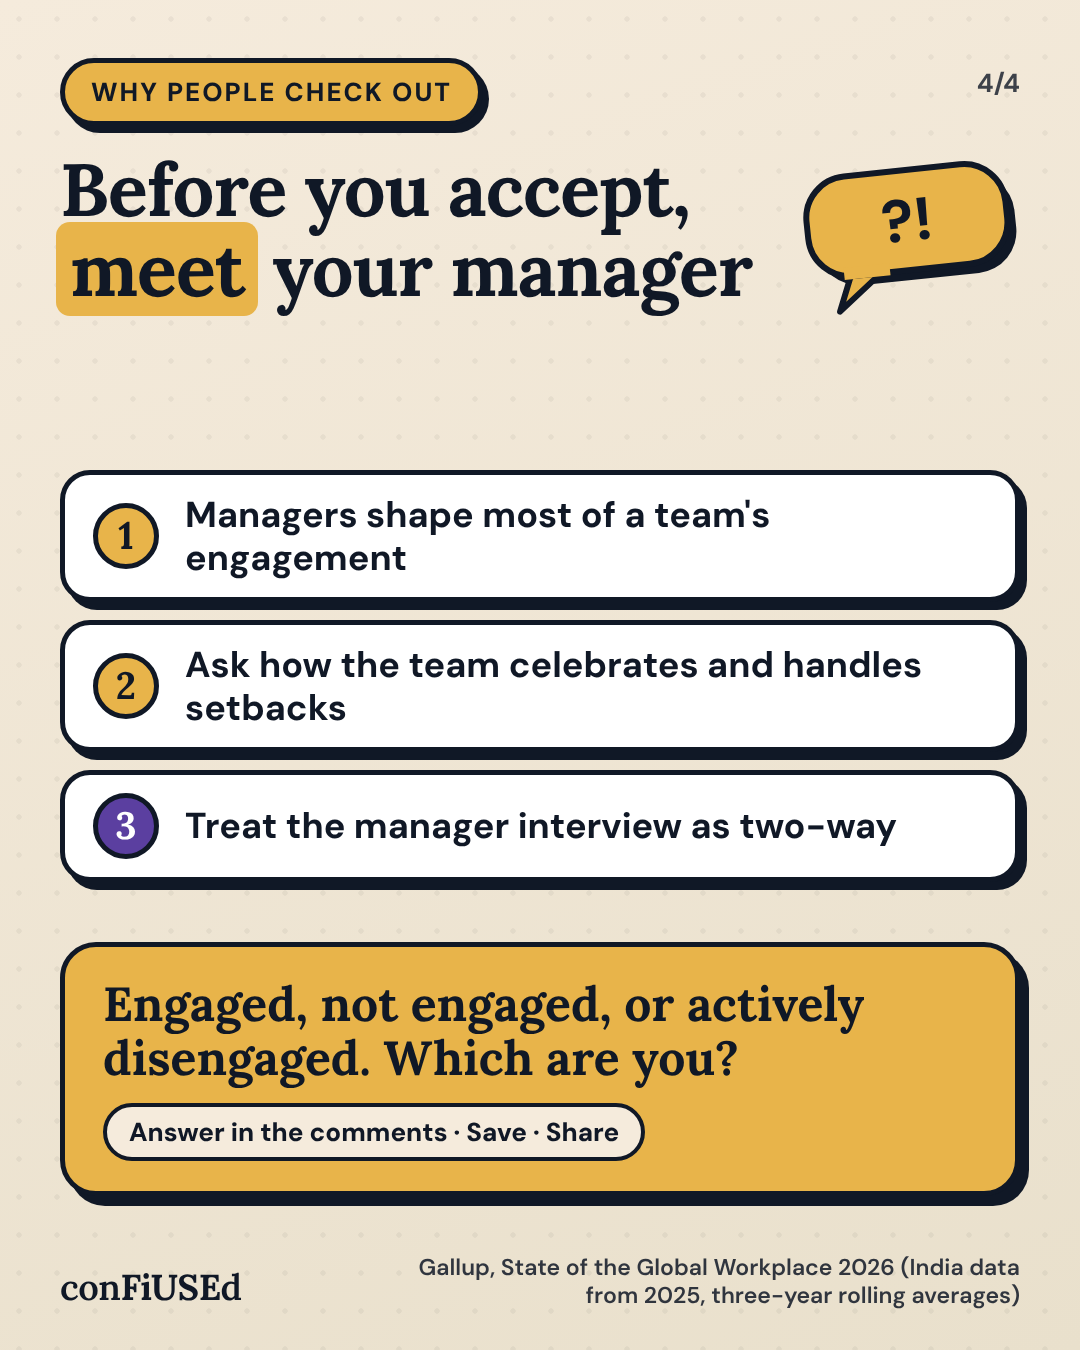 WHY PEOPLE CHECK OUT
4/4
Before you accept,
meet your manager
?!
1
Managers shape most of a team's
engagement
2
Ask how the team celebrates and handles
setbacks
3
Treat the manager interview as two-way
Engaged, not engaged, or actively
disengaged. Which are you?
Answer in the comments · Save · Share
conFiUSEd
Gallup, State of the Global Workplace 2026 (India data
from 2025, three-year rolling averages)